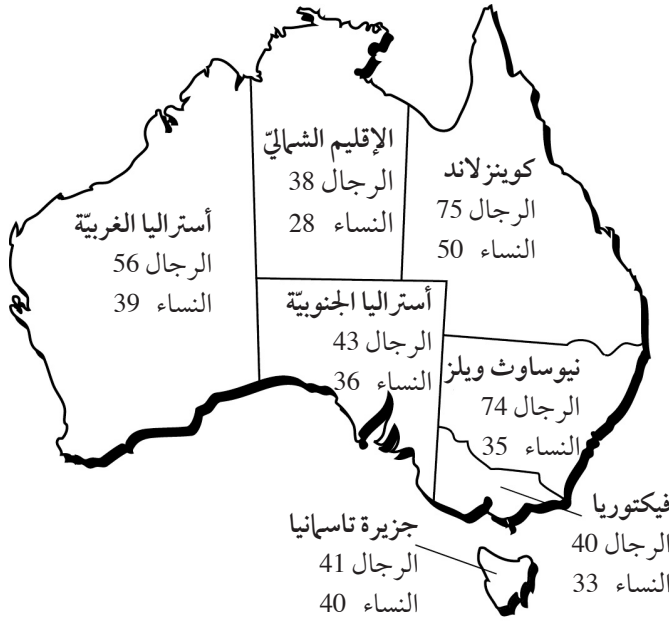 الإقليم الشماليّ
الرجال 38
النساء 28
كوينزلاند
الرجال 75
النساء 50
أستراليا الغربيّة
الرجال 56
النساء 39
أستراليا الجنوبيّة
الرجال 43
النساء 36
نيوساوث ويلز
الرجال 74
النساء 35
فيكتوريا
الرجال 40
النساء 33
جزيرة تاسمانيا
الرجال 41
النساء 40